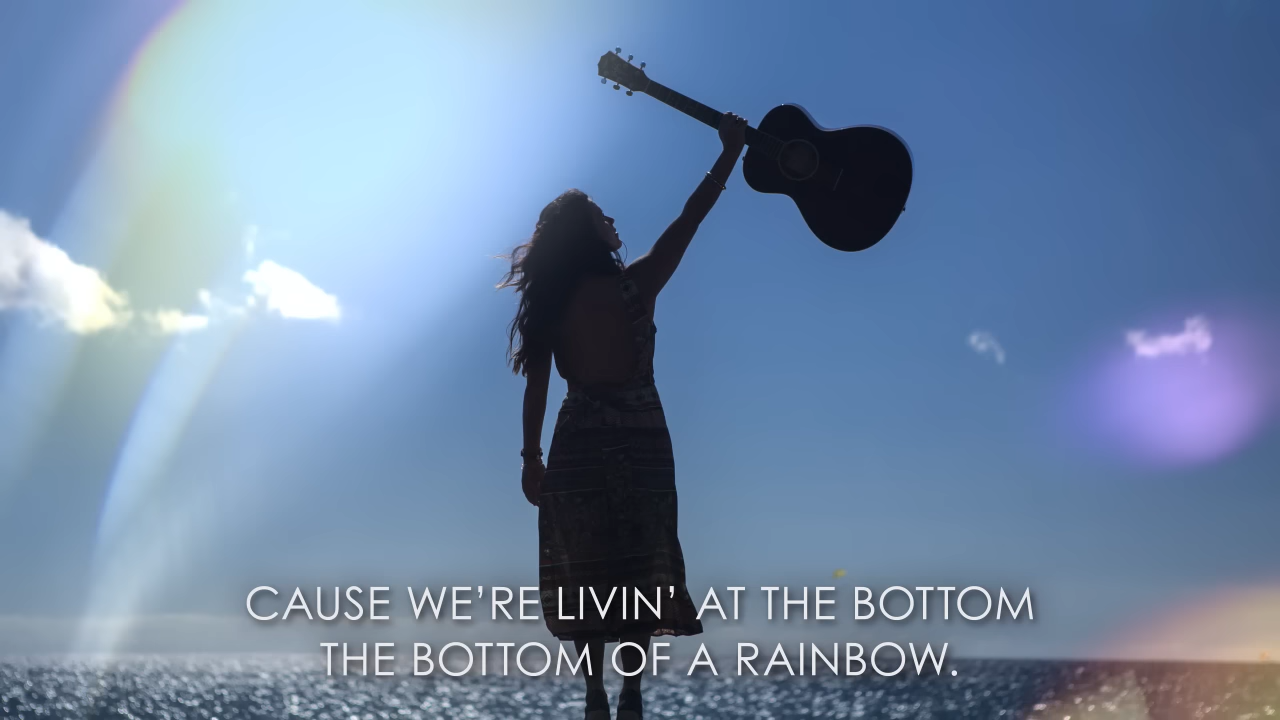 CAUSE WE’RE LIVIN’ AT THE BOTTOM
THE BOTTOM OF A RAINBOW.